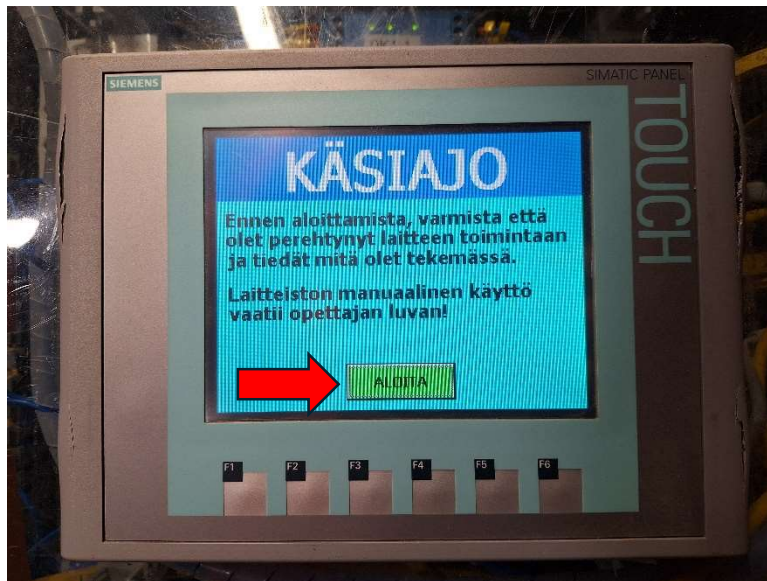 SIEMENS
SIMATIC PANEL
TOUCH
KÄSIAJO
Ennen aloittamista, varmista että
olet perehtynyt laitteen toimintaan
ja tiedät mitä olet tekemässä.
Laitteiston manuaalinen käyttö
vaatii opettajan luvan!
ALOITA
F1
F2
F3
F4
F5
F6